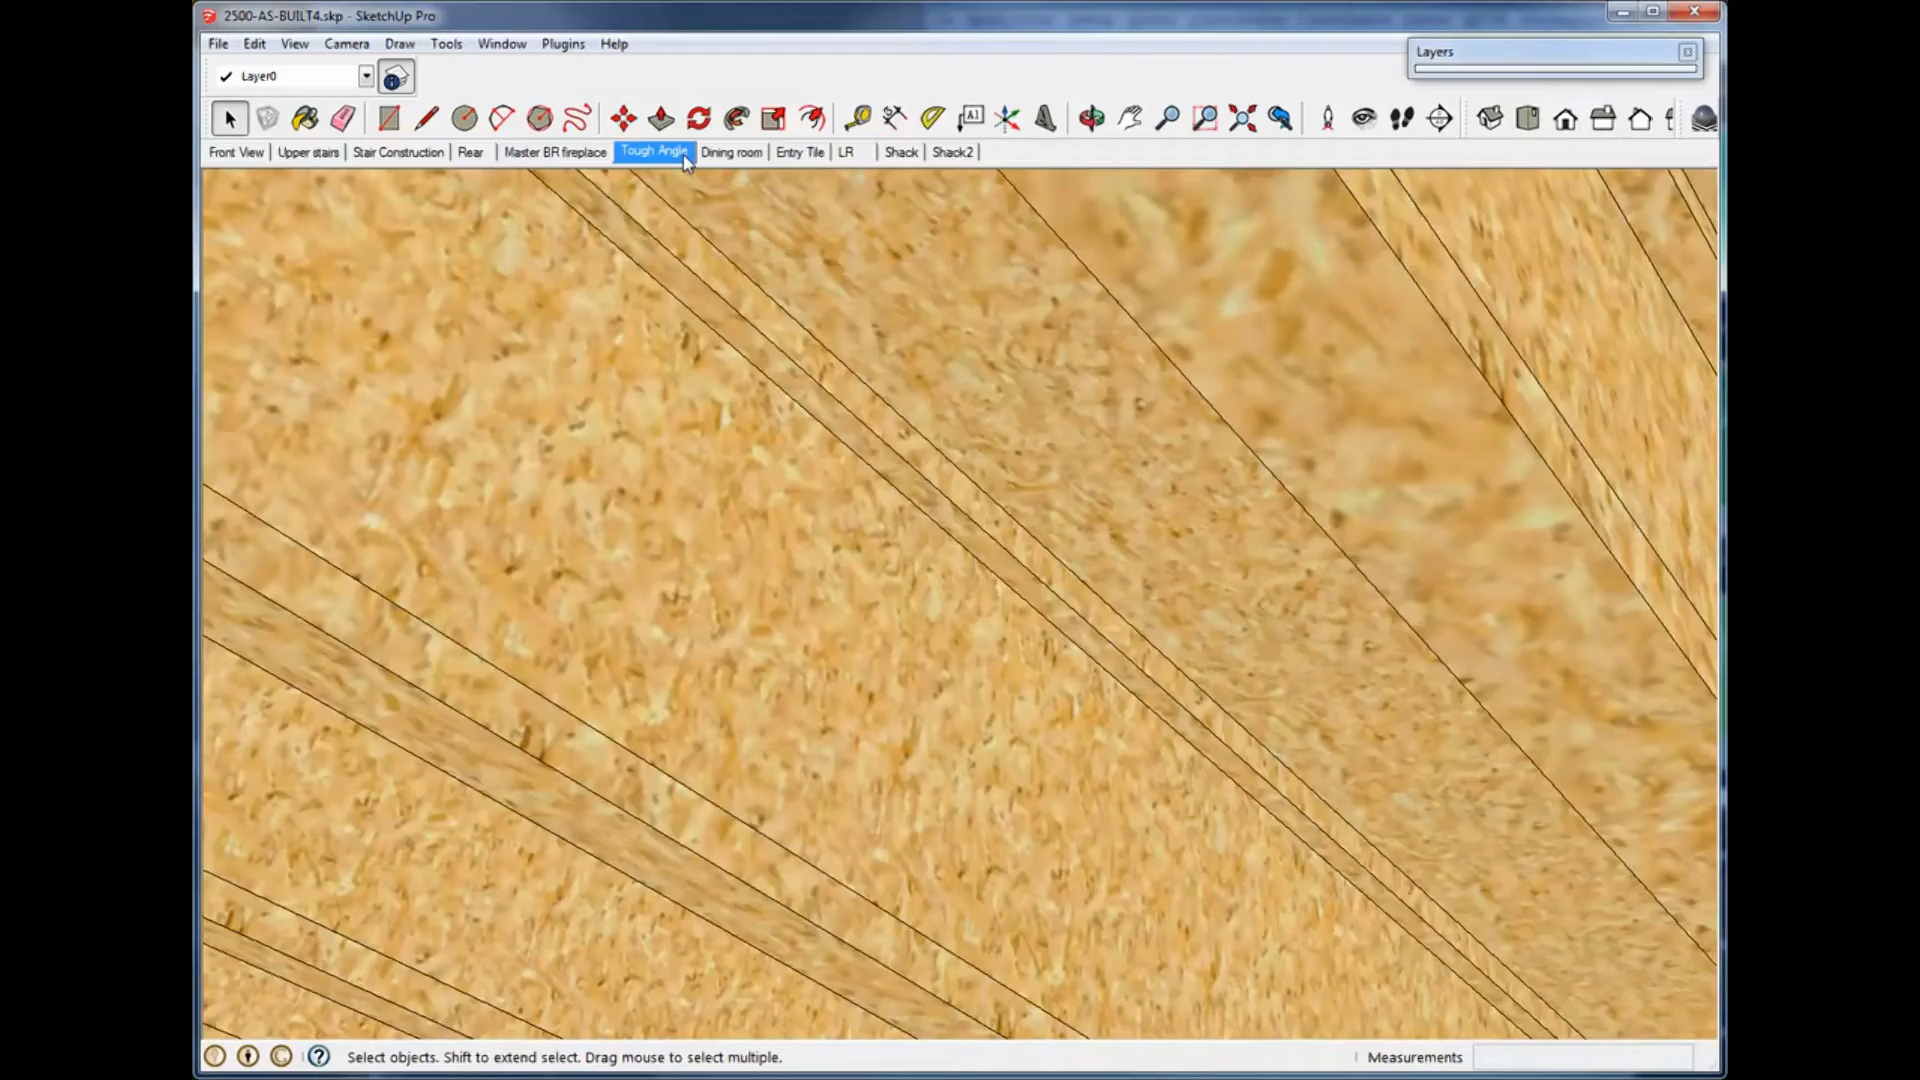 2500-AS-BUILT4.skp - SketchUp Pro
File Edit View Camera Draw Tools Window Plugins Help
Layers
Layer0
A1
Front View Upper stairs Stair Construction Rear Master BR fireplace Tough Angle Dining room Entry Tile LR Shack Shack2
Select objects. Shift to extend select. Drag mouse to select multiple.
Measurements